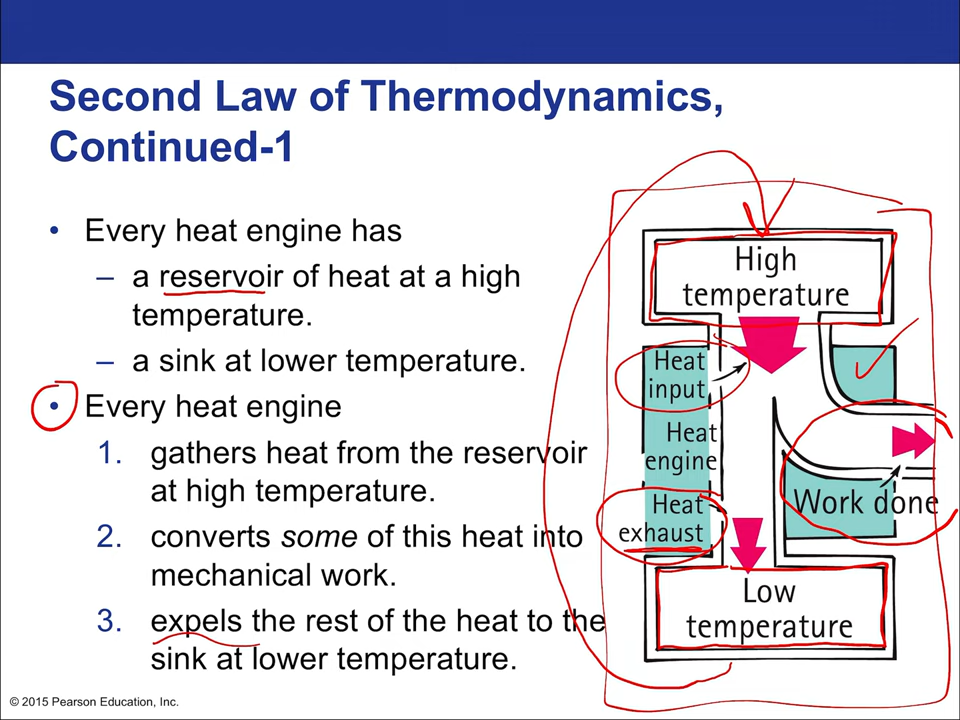 Second Law of Thermodynamics,
Continued-1
• Every heat engine has
– a reservoir of heat at a high
temperature.
– a sink at lower temperature.
• Every heat engine
1. gathers heat from the reservoir
at high temperature.
2. converts some of this heat into
mechanical work.
3. expels the rest of the heat to the
sink at lower temperature.
High
temperature
Heat
input
Heat
engine
Heat
exhaust
Work done
Low
temperature
© 2015 Pearson Education, Inc.